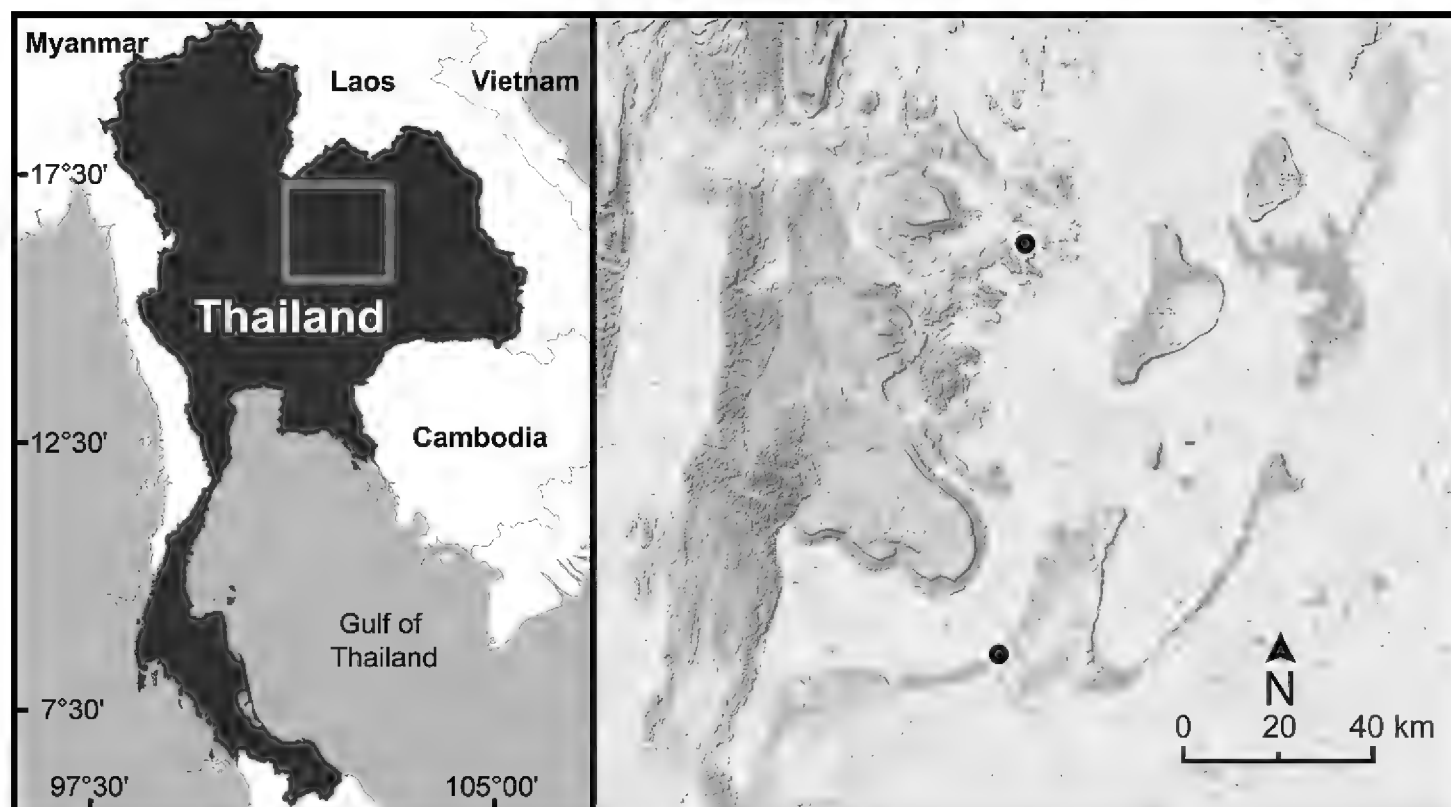 Myanmar
Laos
Vietnam
17°30'
Thailand
12°30'
Cambodia
Gulf of
Thailand
7°30'
97°30'
105°00'
N
0 20 40 km